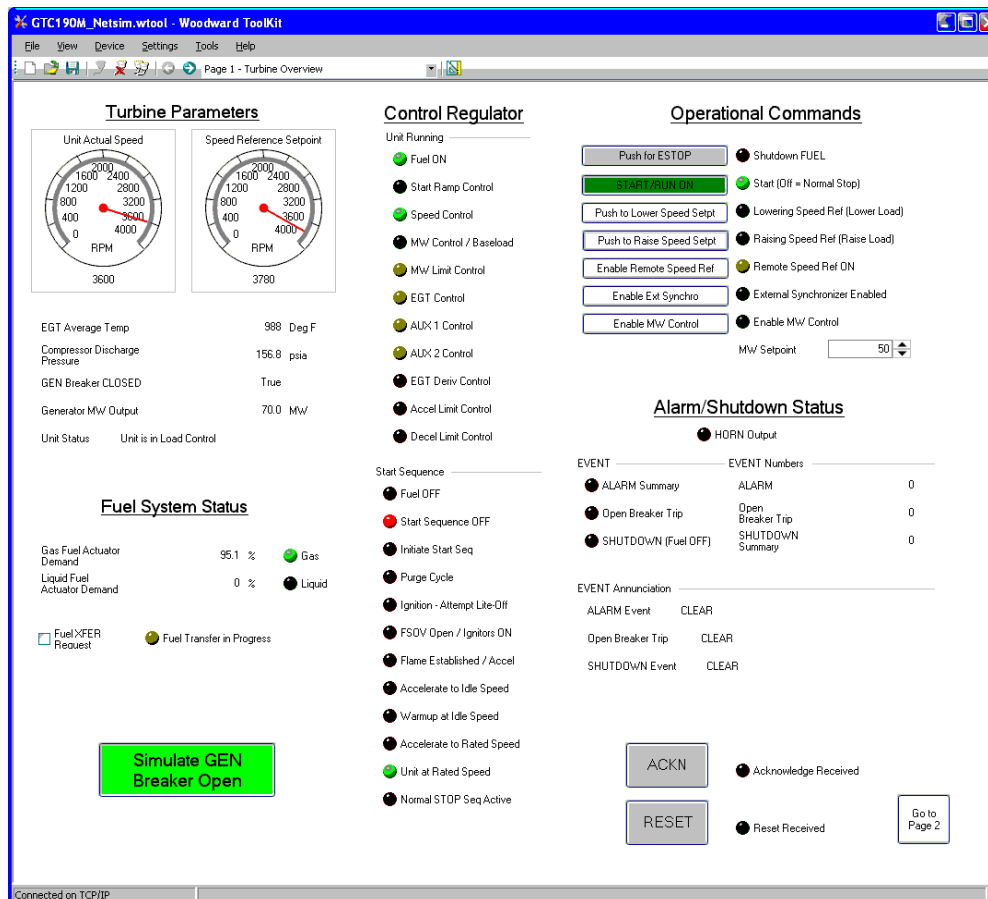 GTC190M_Netsim.wtool - Woodward ToolKit
File View Device Settings Tools Help
Page 1 - Turbine Overview
Turbine Parameters
Unit Actual Speed
0 400 800 1200 1600 2000 2400 2800 3200 3600 4000
RPM
3600
Speed Reference Setpoint
0 400 800 1200 1600 2000 2400 2800 3200 3600 4000
RPM
3780
EGT Average Temp 988 Deg F
Compressor Discharge
Pressure 156.8 psia
GEN Breaker CLOSED True
Generator MW Output 70.0 MW
Unit Status Unit is in Load Control
Fuel System Status
Gas Fuel Actuator
Demand 95.1 % Gas
Liquid Fuel
Actuator Demand 0 % Liquid
Fuel XFER
Request
Fuel Transfer in Progress
Simulate GEN
Breaker Open
Control Regulator
Unit Running
Fuel ON
Start Ramp Control
Speed Control
MW Control / Baseload
MW Limit Control
EGT Control
AUX 1 Control
AUX 2 Control
EGT Deriv Control
Accel Limit Control
Decel Limit Control
Start Sequence
Fuel OFF
Start Sequence OFF
Initiate Start Seq
Purge Cycle
Ignition - Attempt Lite-Off
FSOV Open / Ignitors ON
Flame Established / Accel
Accelerate to Idle Speed
Warmup at Idle Speed
Accelerate to Rated Speed
Unit at Rated Speed
Normal STOP Seq Active
Operational Commands
Push for ESTOP Shutdown FUEL
START/RUN ON Start (Off = Normal Stop)
Push to Lower Speed Setpt Lowering Speed Ref (Lower Load)
Push to Raise Speed Setpt Raising Speed Ref (Raise Load)
Enable Remote Speed Ref Remote Speed Ref ON
Enable Ext Synchro External Synchronizer Enabled
Enable MW Control Enable MW Control
MW Setpoint 50
Alarm/Shutdown Status
HORN Output
EVENT EVENT Numbers
ALARM Summary ALARM 0
Open Breaker Trip Open
Breaker Trip 0
SHUTDOWN (Fuel OFF) SHUTDOWN
Summary 0
EVENT Annunciation
ALARM Event CLEAR
Open Breaker Trip CLEAR
SHUTDOWN Event CLEAR
ACKN Acknowledge Received
RESET Reset Received
Go to
Page 2
Connected on TCP/IP